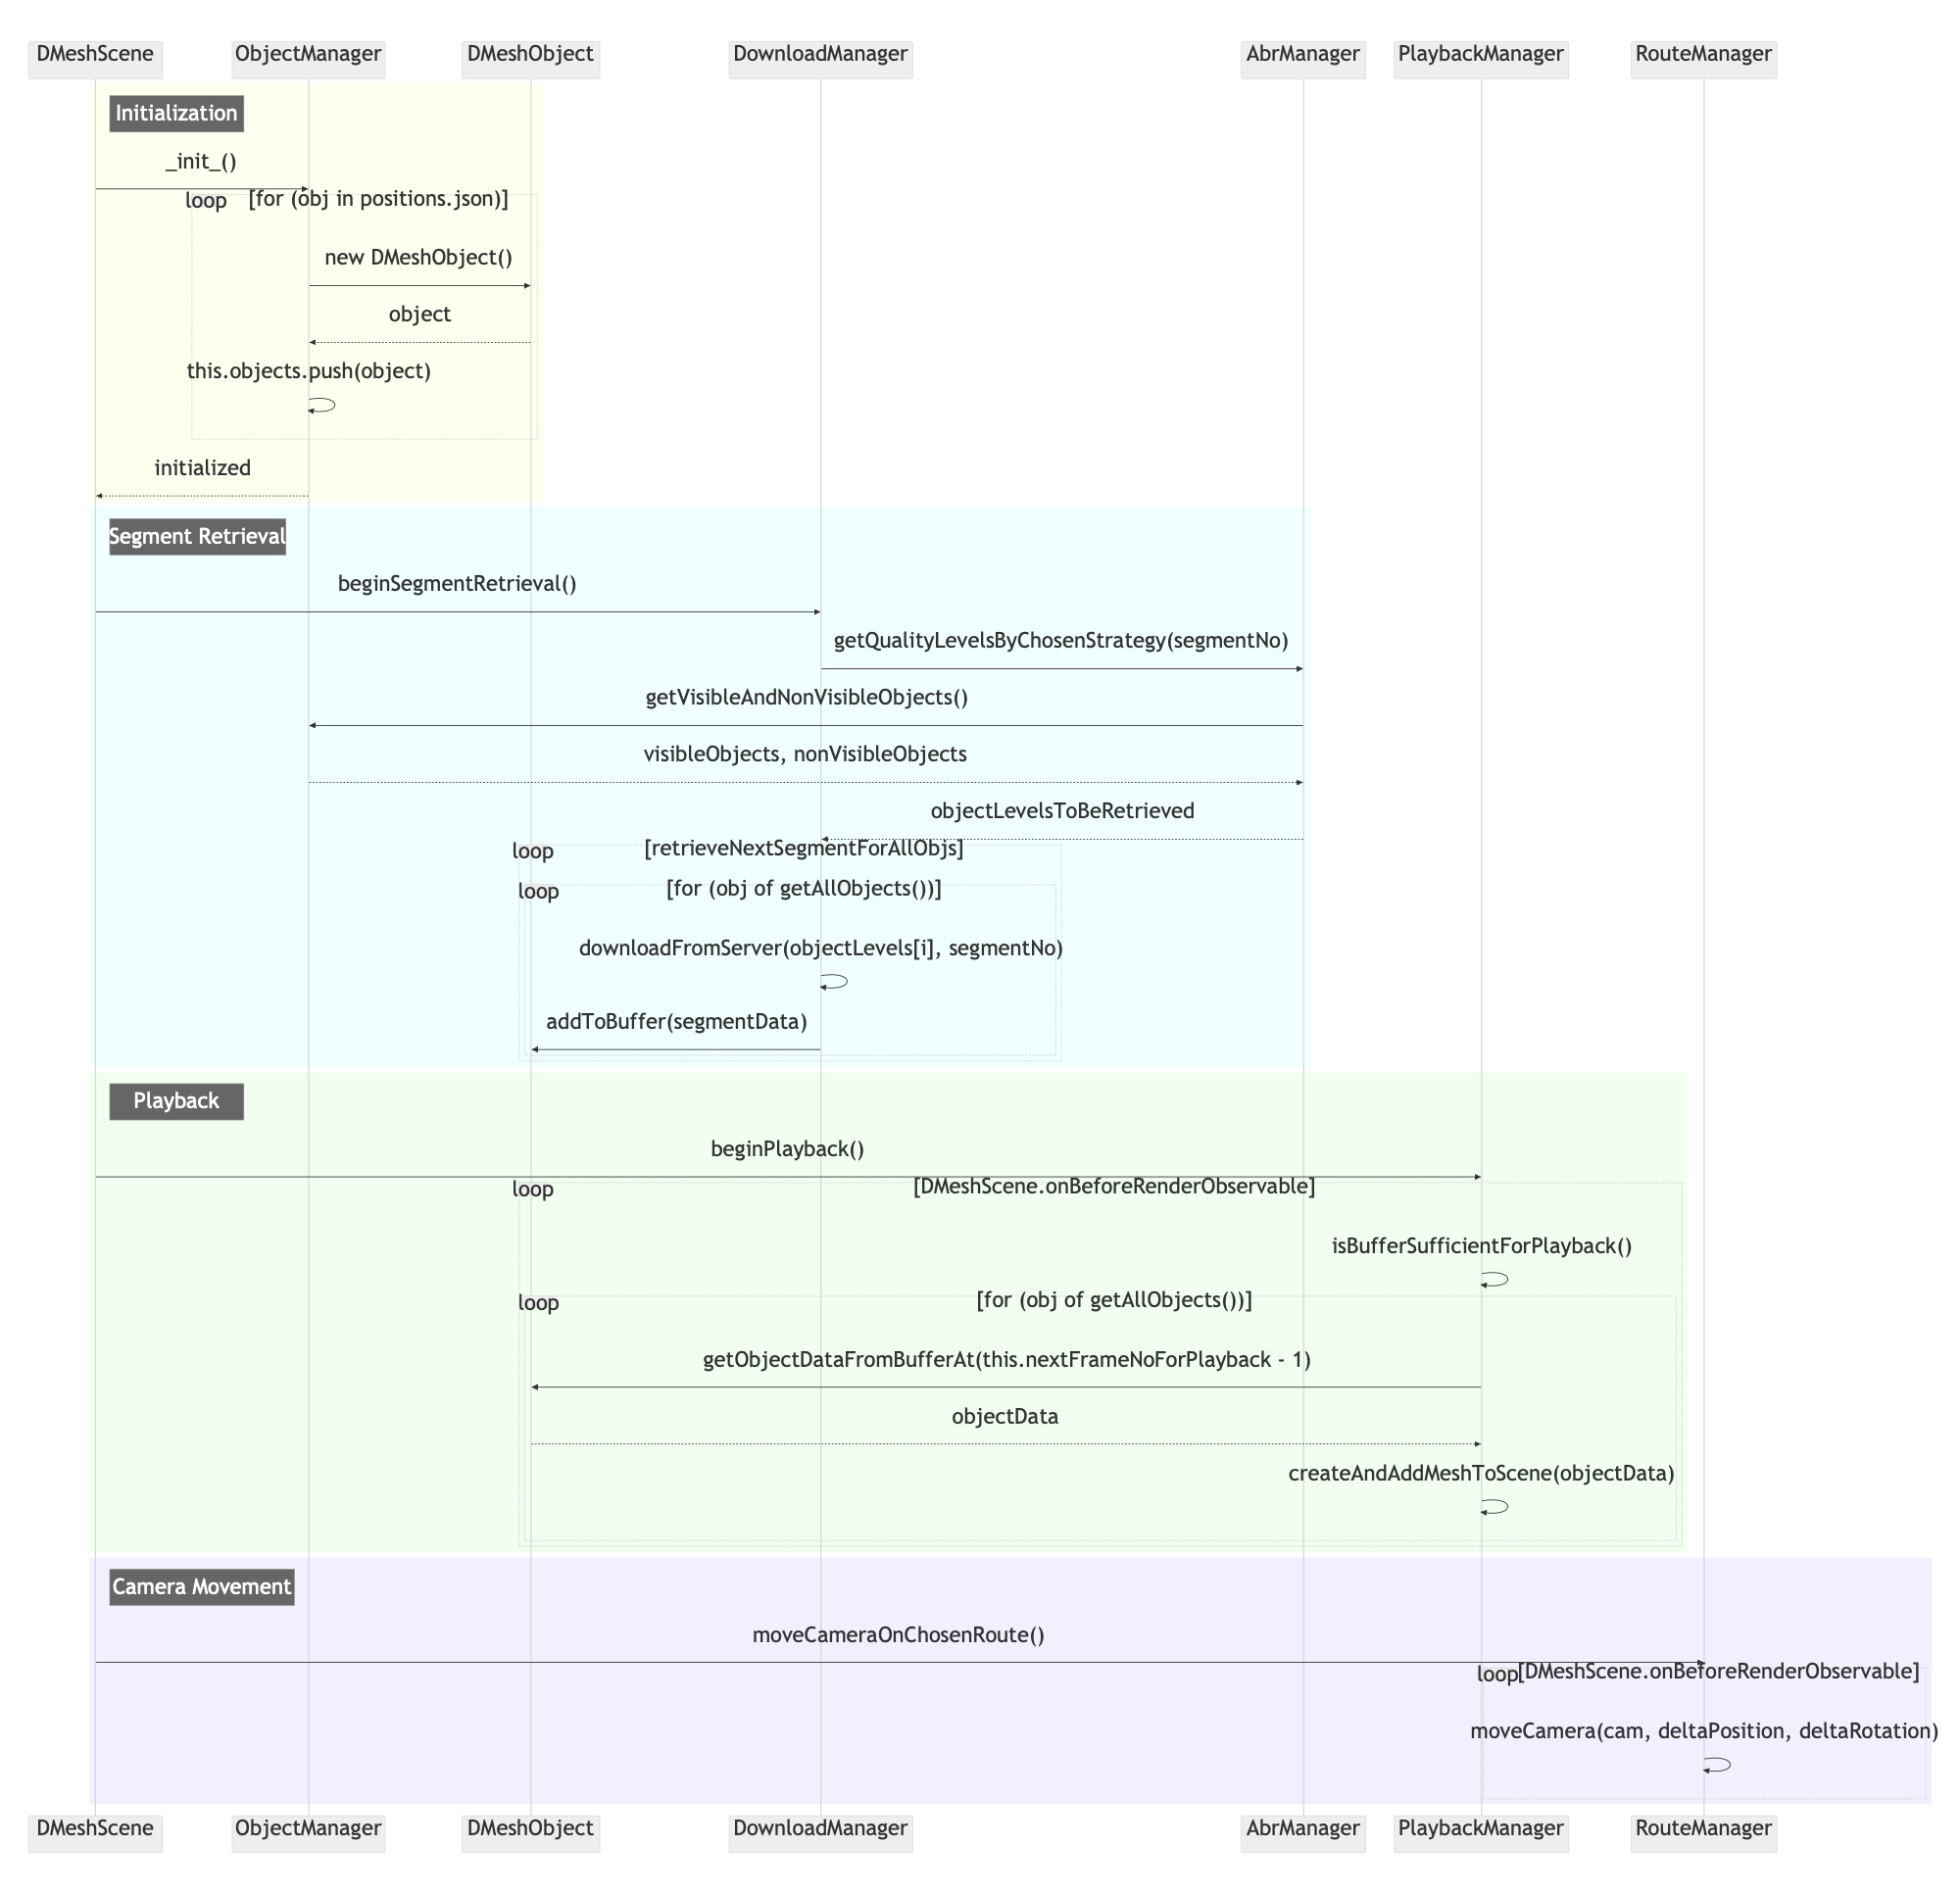 DMeshScene
ObjectManager
DMeshObject
DownloadManager
AbrManager
PlaybackManager
RouteManager
Initialization
_init_()
loop
[for (obj in positions.json)]
new DMeshObject()
object
this.objects.push(object)
initialized
Segment Retrieval
beginSegmentRetrieval()
getQualityLevelsByChosenStrategy(segmentNo)
getVisibleAndNonVisibleObjects()
visibleObjects, nonVisibleObjects
objectLevelsToBeRetrieved
loop
[retrieveNextSegmentForAllObjs]
loop
[for (obj of getAllObjects())]
downloadFromServer(objectLevels[i], segmentNo)
addToBuffer(segmentData)
Playback
beginPlayback()
loop
[DMeshScene.onBeforeRenderObservable]
isBufferSufficientForPlayback()
loop
[for (obj of getAllObjects())]
getObjectDataFromBufferAt(this.nextFrameNoForPlayback - 1)
objectData
createAndAddMeshToScene(objectData)
Camera Movement
moveCameraOnChosenRoute()
loop
[DMeshScene.onBeforeRenderObservable]
moveCamera(cam, deltaPosition, deltaRotation)
DMeshScene
ObjectManager
DMeshObject
DownloadManager
AbrManager
PlaybackManager
RouteManager